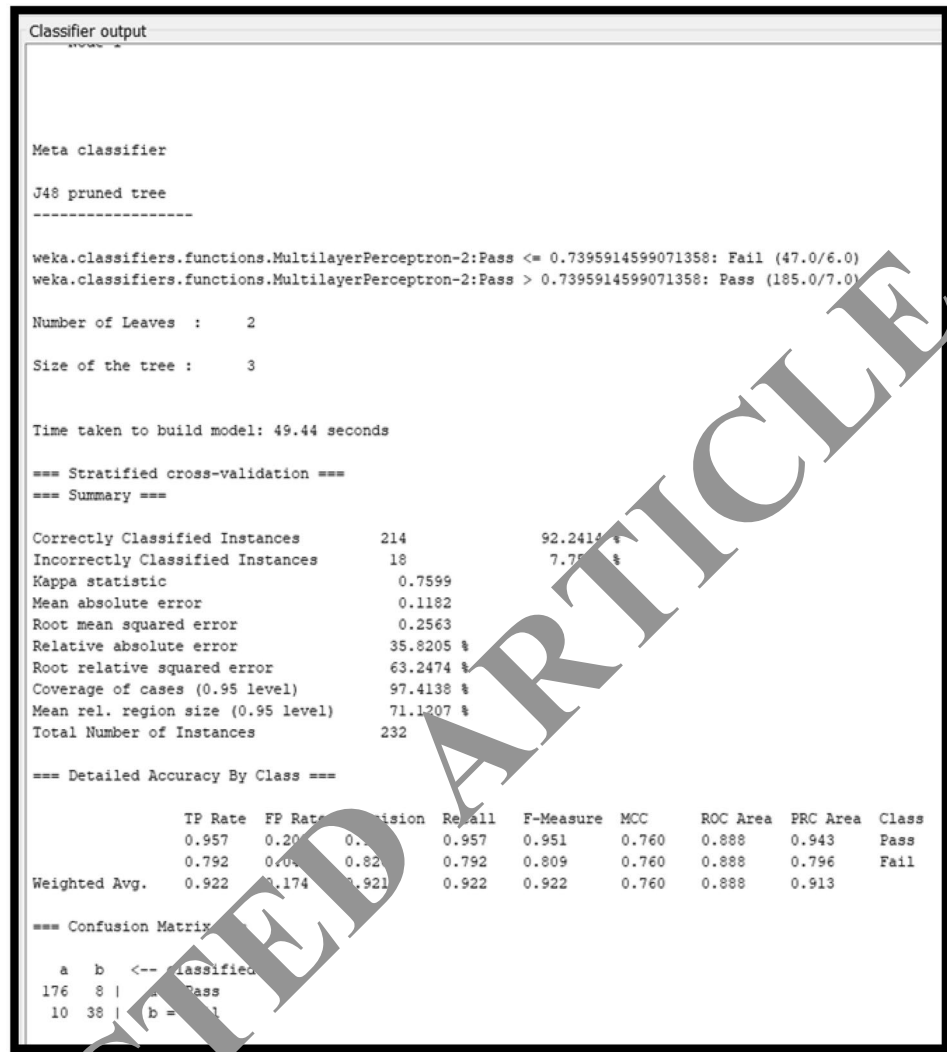 Classifier output
Meta classifier
J48 pruned tree
------------------
weka.classifiers.functions.MultilayerPerceptron-2:Pass <= 0.7395914599071358: Fail (47.0/6.0)
weka.classifiers.functions.MultilayerPerceptron-2:Pass > 0.7395914599071358: Pass (185.0/7.0)
Number of Leaves : 2
Size of the tree : 3
Time taken to build model: 49.44 seconds
=== Stratified cross-validation ===
=== Summary ===
Correctly Classified Instances 214 92.2414 %
Incorrectly Classified Instances 18 %
Kappa statistic 0.7599
Mean absolute error 0.1182
Root mean squared error 0.2563
Relative absolute error 35.8205 %
Root relative squared error 63.2474 %
Coverage of cases (0.95 level) 97.4138 %
Mean rel. region size (0.95 level) 71.1207 %
Total Number of Instances 232
=== Detailed Accuracy By Class ===
TP Rate FP Rate Recall F-Measure MCC ROC Area PRC Area Class
0.957 0.957 0.951 0.760 0.888 0.943 Pass
0.792 0.792 0.809 0.760 0.888 0.796 Fail
Weighted Avg. 0.922 0.921 0.922 0.922 0.760 0.888 0.913
=== Confusion Matrix
a b <-- classified
176 8 | Pass
10 38 | b =
TED ARTICLE